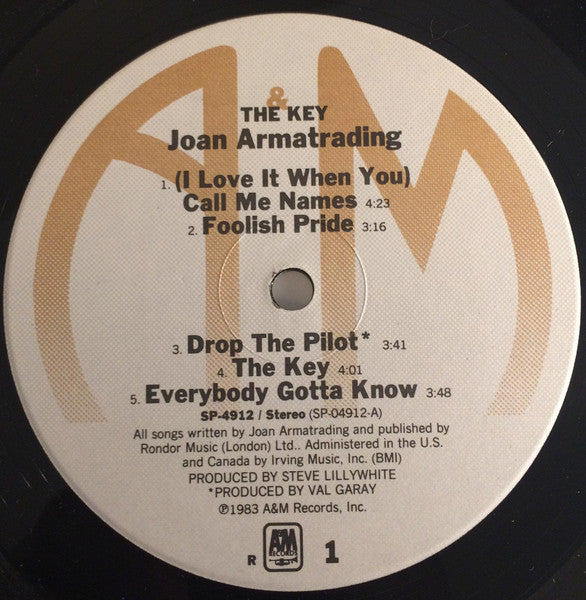 A&M
THE KEY
Joan Armatrading
1. (I Love It When You)
Call Me Names 4:23
2. Foolish Pride 3:16
3. Drop The Pilot* 3:41
4. The Key 4:01
5. Everybody Gotta Know 3:48
SP-4912 / Stereo (SP-04912-A)
All songs written by Joan Armatrading and published by
Rondor Music (London) Ltd.. Administered in the U.S.
and Canada by Irving Music, Inc. (BMI)
PRODUCED BY STEVE LILLYWHITE
*PRODUCED BY VAL GARAY
℗1983 A&M Records, Inc.
R A&M RECORDS 1